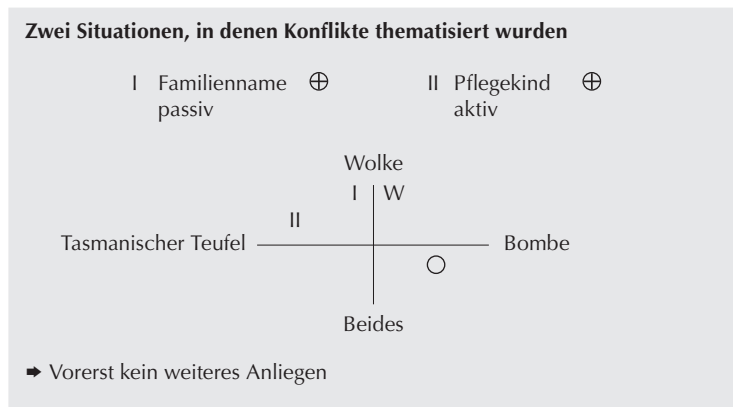 Zwei Situationen, in denen Konflikte thematisiert wurden
I Familienname ⊕ II Pflegekind ⊕
passiv aktiv
Wolke
I W
II
Tasmanischer Teufel Bombe
Beides
➡ Vorerst kein weiteres Anliegen